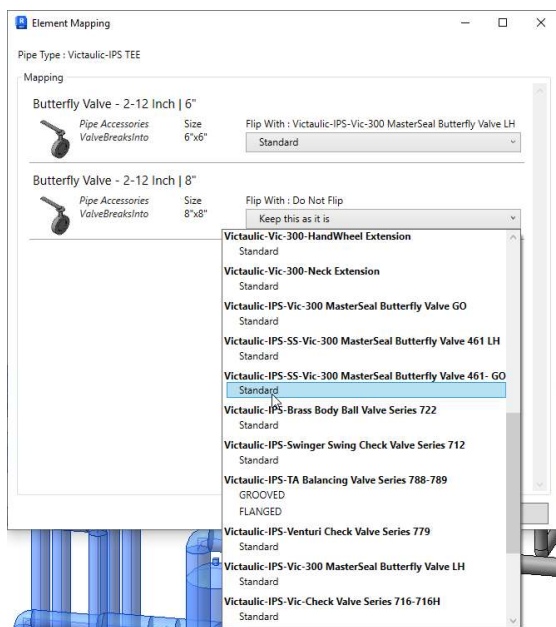 Element Mapping
Pipe Type : Victaulic-IPS TEE
Mapping
Butterfly Valve - 2-12 Inch | 6"
Pipe Accessories Size Flip With : Victaulic-IPS-Vic-300 MasterSeal Butterfly Valve LH
ValveBreaksInto 6"x6" Standard
Butterfly Valve - 2-12 Inch | 8"
Pipe Accessories Size Flip With : Do Not Flip
ValveBreaksInto 8"x8" Keep this as it is
Victaulic-Vic-300-HandWheel Extension
Standard
Victaulic-Vic-300-Neck Extension
Standard
Victaulic-IPS-Vic-300 MasterSeal Butterfly Valve GO
Standard
Victaulic-IPS-SS-Vic-300 MasterSeal Butterfly Valve 461 LH
Standard
Victaulic-IPS-SS-Vic-300 MasterSeal Butterfly Valve 461- GO
Standard
Victaulic-IPS-Brass Body Ball Valve Series 722
Standard
Victaulic-IPS-Swinger Swing Check Valve Series 712
Standard
Victaulic-IPS-TA Balancing Valve Series 788-789
GROOVED
FLANGED
Victaulic-IPS-Venturi Check Valve Series 779
Standard
Victaulic-IPS-Vic-300 MasterSeal Butterfly Valve LH
Standard
Victaulic-IPS-Vic-Check Valve Series 716-716H
Standard